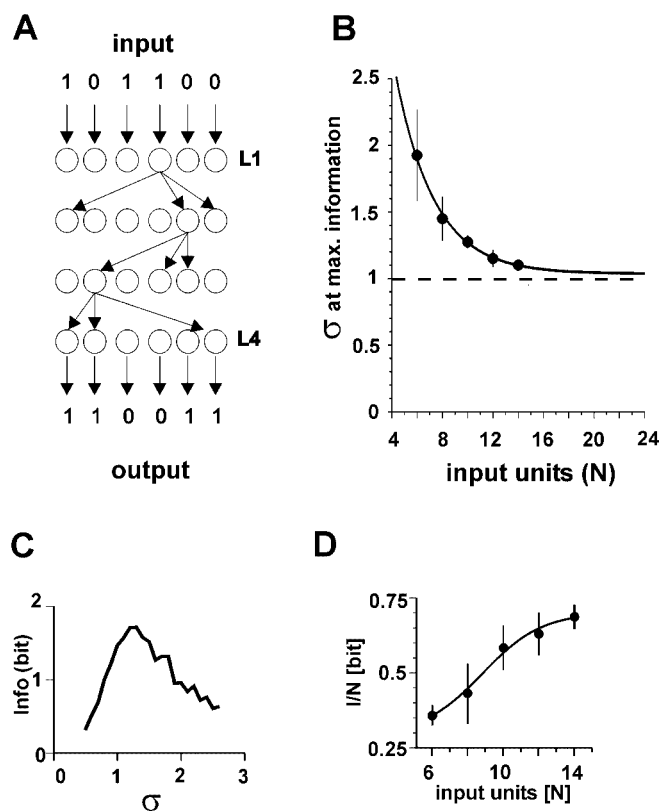 A
input
1 0 1 1 0 0
L1
L4
1 1 0 0 1 1
output
B
σ at max. information
2.5
2
1.5
1
0.5
0
4 8 12 16 20 24
input units (N)
C
Info (bit)
2
1
0
0 1 2 3
σ
D
I/N [bit]
0.75
0.5
0.25
6 10 14
input units [N]